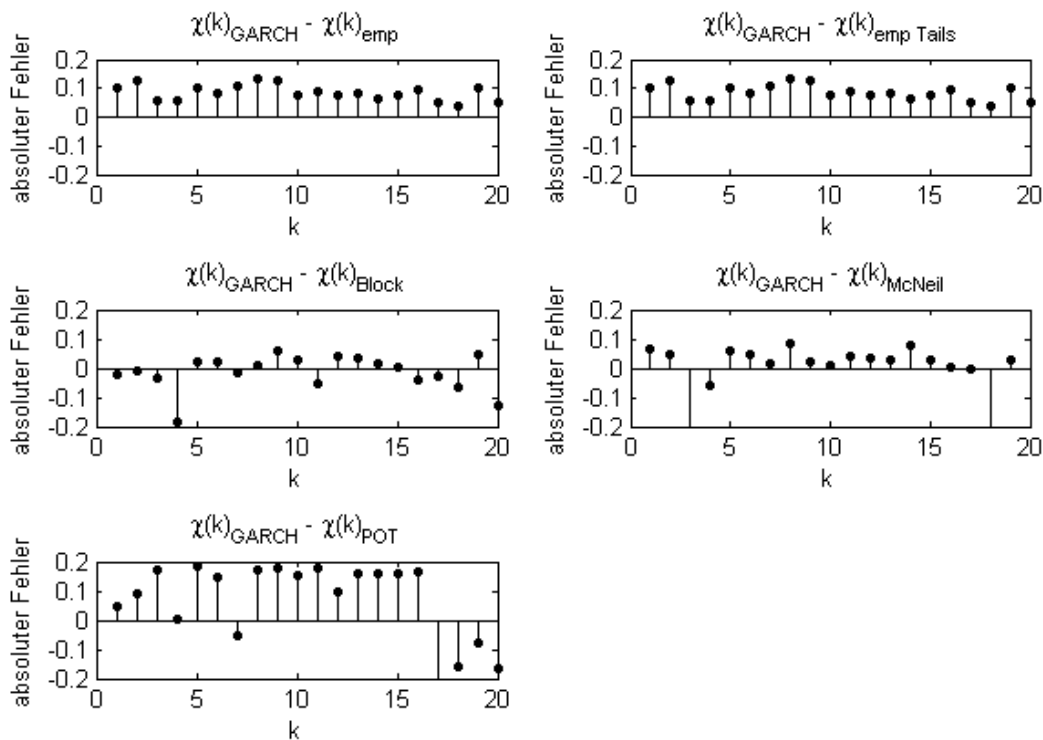 χ(k)GARCH - χ(k)emp
absoluter Fehler
0.2
0.1
0
-0.1
-0.2
0 5 10 15 20
k
χ(k)GARCH - χ(k)emp Tails
absoluter Fehler
0.2
0.1
0
-0.1
-0.2
0 5 10 15 20
k
χ(k)GARCH - χ(k)Block
absoluter Fehler
0.2
0.1
0
-0.1
-0.2
0 5 10 15 20
k
χ(k)GARCH - χ(k)McNeil
absoluter Fehler
0.2
0.1
0
-0.1
-0.2
0 5 10 15 20
k
χ(k)GARCH - χ(k)POT
absoluter Fehler
0.2
0.1
0
-0.1
-0.2
0 5 10 15 20
k